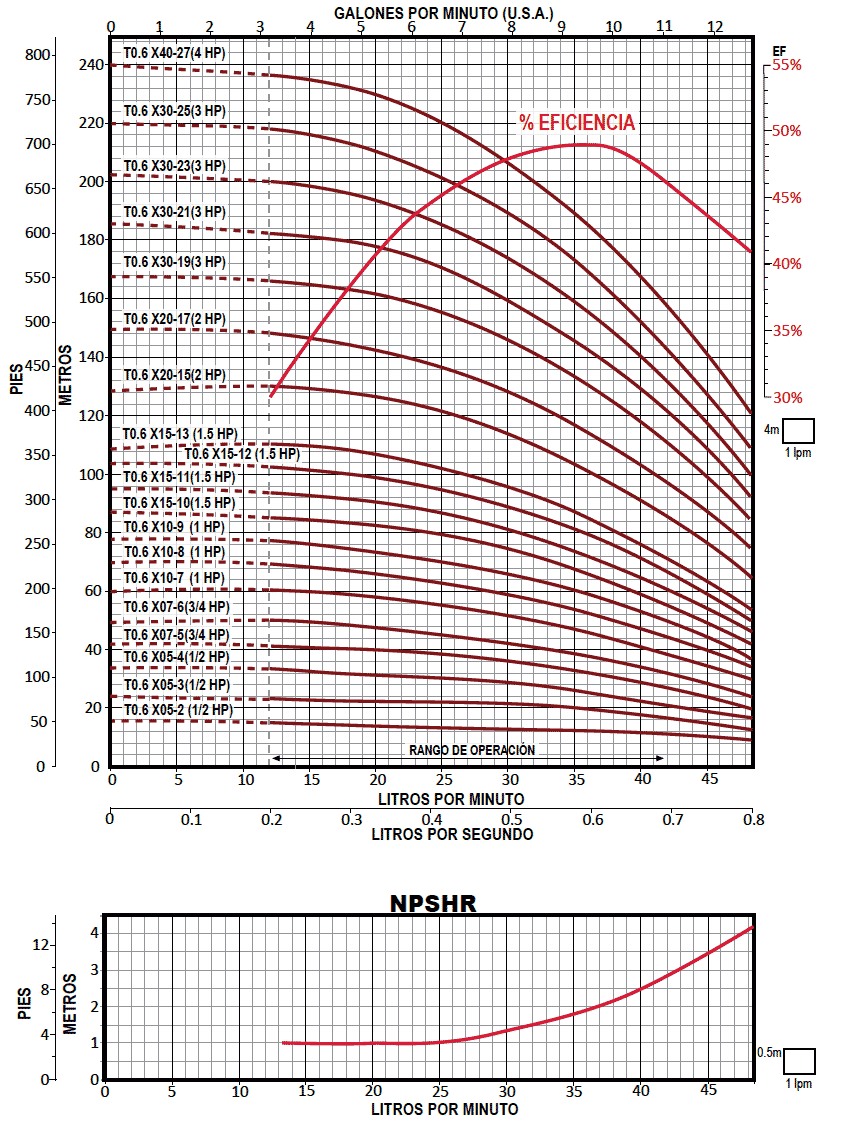 GALONES POR MINUTO (U.S.A.)
0 1 2 3 4 5 6 7 8 9 10 11 12
EF
PIES
800
750
700
650
600
550
500
450
400
350
300
250
200
150
100
50
0
METROS
240
220
200
180
160
140
120
100
80
60
40
20
0
T0.6 X40-27(4 HP)
T0.6 X30-25(3 HP)
T0.6 X30-23(3 HP)
T0.6 X30-21(3 HP)
T0.6 X30-19(3 HP)
T0.6 X20-17(2 HP)
T0.6 X20-15(2 HP)
T0.6 X15-13 (1.5 HP)
T0.6 X15-12 (1.5 HP)
T0.6 X15-11(1.5 HP)
T0.6 X15-10(1.5 HP)
T0.6 X10-9 (1 HP)
T0.6 X10-8 (1 HP)
T0.6 X10-7 (1 HP)
T0.6 X07-6(3/4 HP)
T0.6 X07-5(3/4 HP)
T0.6 X05-4(1/2 HP)
T0.6 X05-3(1/2 HP)
T0.6 X05-2 (1/2 HP)
% EFICIENCIA
55%
50%
45%
40%
35%
30%
4m
1 lpm
RANGO DE OPERACIÓN
0 5 10 15 20 25 30 35 40 45
LITROS POR MINUTO
0 0.1 0.2 0.3 0.4 0.5 0.6 0.7 0.8
LITROS POR SEGUNDO
NPSHR
PIES
12
8
4
0
METROS
4
3
2
1
0
0.5m
1 lpm
0 5 10 15 20 25 30 35 40 45
LITROS POR MINUTO